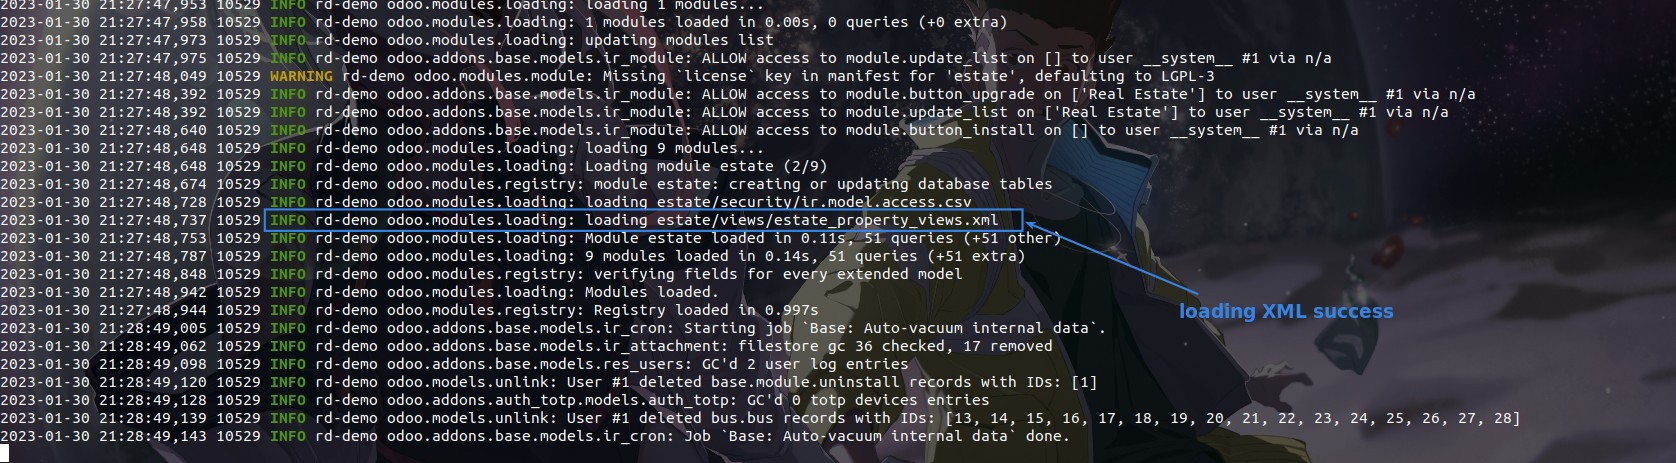 2023-01-30 21:27:47,953 10529 INFO rd-demo odoo.modules.loading: loading 1 modules...
2023-01-30 21:27:47,958 10529 INFO rd-demo odoo.modules.loading: 1 modules loaded in 0.00s, 0 queries (+0 extra)
2023-01-30 21:27:47,973 10529 INFO rd-demo odoo.modules.loading: updating modules list
2023-01-30 21:27:47,975 10529 INFO rd-demo odoo.addons.base.models.ir_module: ALLOW access to module.update_list on [] to user __system__ #1 via n/a
2023-01-30 21:27:48,049 10529 WARNING rd-demo odoo.modules.module: Missing `license` key in manifest for 'estate', defaulting to LGPL-3
2023-01-30 21:27:48,392 10529 INFO rd-demo odoo.addons.base.models.ir_module: ALLOW access to module.button_upgrade on ['Real Estate'] to user __system__ #1 via n/a
2023-01-30 21:27:48,392 10529 INFO rd-demo odoo.addons.base.models.ir_module: ALLOW access to module.update_list on ['Real Estate'] to user __system__ #1 via n/a
2023-01-30 21:27:48,640 10529 INFO rd-demo odoo.addons.base.models.ir_module: ALLOW access to module.button_install on [] to user __system__ #1 via n/a
2023-01-30 21:27:48,648 10529 INFO rd-demo odoo.modules.loading: loading 9 modules...
2023-01-30 21:27:48,648 10529 INFO rd-demo odoo.modules.loading: Loading module estate (2/9)
2023-01-30 21:27:48,674 10529 INFO rd-demo odoo.modules.registry: module estate: creating or updating database tables
2023-01-30 21:27:48,728 10529 INFO rd-demo odoo.modules.loading: loading estate/security/ir.model.access.csv
2023-01-30 21:27:48,737 10529 INFO rd-demo odoo.modules.loading: loading estate/views/estate_property_views.xml
2023-01-30 21:27:48,753 10529 INFO rd-demo odoo.modules.loading: Module estate loaded in 0.11s, 51 queries (+51 other)
2023-01-30 21:27:48,787 10529 INFO rd-demo odoo.modules.loading: 9 modules loaded in 0.14s, 51 queries (+51 extra)
2023-01-30 21:27:48,848 10529 INFO rd-demo odoo.modules.registry: verifying fields for every extended model
2023-01-30 21:27:48,942 10529 INFO rd-demo odoo.modules.loading: Modules loaded.
2023-01-30 21:27:48,944 10529 INFO rd-demo odoo.modules.registry: Registry loaded in 0.997s
loading XML success
2023-01-30 21:28:49,005 10529 INFO rd-demo odoo.addons.base.models.ir_cron: Starting job `Base: Auto-vacuum internal data`.
2023-01-30 21:28:49,062 10529 INFO rd-demo odoo.addons.base.models.ir_attachment: filestore gc 36 checked, 17 removed
2023-01-30 21:28:49,098 10529 INFO rd-demo odoo.addons.base.models.res_users: GC'd 2 user log entries
2023-01-30 21:28:49,120 10529 INFO rd-demo odoo.models.unlink: User #1 deleted base.module.uninstall records with IDs: [1]
2023-01-30 21:28:49,128 10529 INFO rd-demo odoo.addons.auth_totp.models.auth_totp: GC'd 0 totp devices entries
2023-01-30 21:28:49,139 10529 INFO rd-demo odoo.models.unlink: User #1 deleted bus.bus records with IDs: [13, 14, 15, 16, 17, 18, 19, 20, 21, 22, 23, 24, 25, 26, 27, 28]
2023-01-30 21:28:49,143 10529 INFO rd-demo odoo.addons.base.models.ir_cron: Job `Base: Auto-vacuum internal data` done.